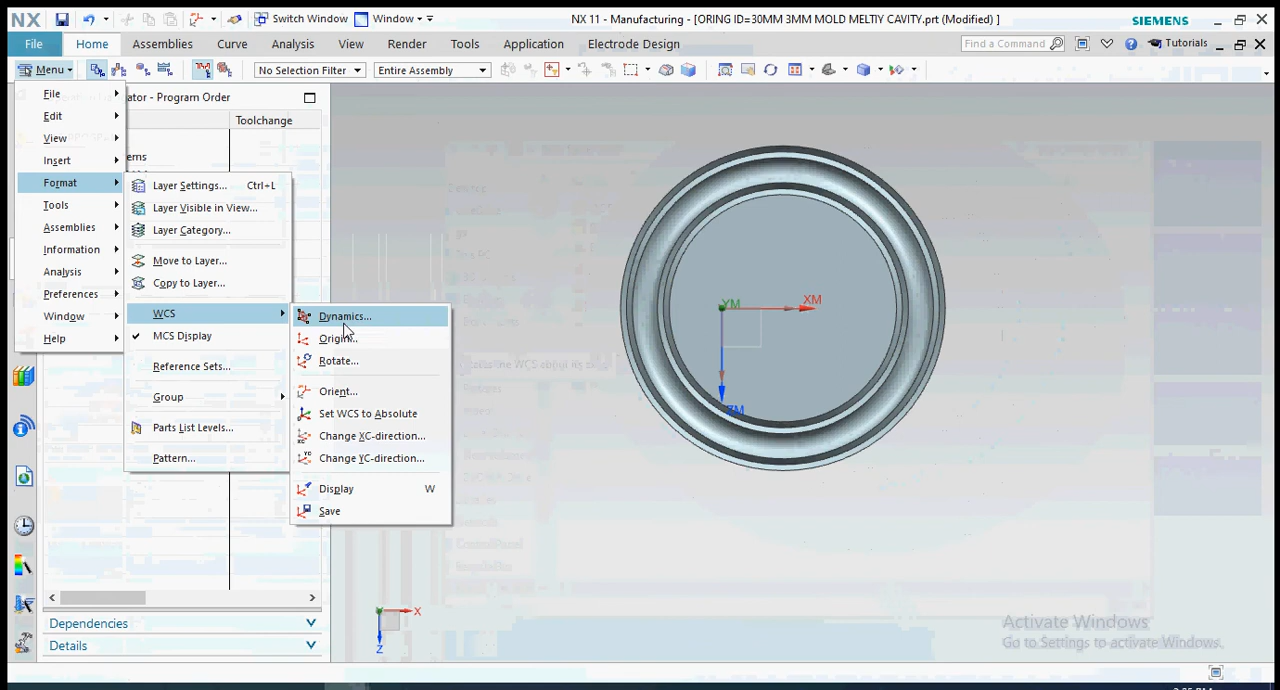 NX
Switch Window
Window
NX 11 - Manufacturing - [ORING ID=30MM 3MM MOLD MELTIY CAVITY.prt (Modified) ]
SIEMENS
File
Home
Assemblies
Curve
Analysis
View
Render
Tools
Application
Electrode Design
Find a Command
Tutorials
Menu
No Selection Filter
Entire Assembly
ator - Program Order
Toolchange
ems
File
Edit
View
Insert
Format
Tools
Assemblies
Information
Analysis
Preferences
Window
Help
Layer Settings... Ctrl+L
Layer Visible in View...
Layer Category...
Move to Layer...
Copy to Layer...
WCS
MCS Display
Reference Sets...
Group
Parts List Levels...
Pattern...
Dynamics...
Origin...
Rotate...
Orient...
Set WCS to Absolute
Change XC-direction...
Change YC-direction...
Display W
Save
YM
XM
ZM
X
Z
Dependencies
Details
Activate Windows
Go to Settings to activate Windows.